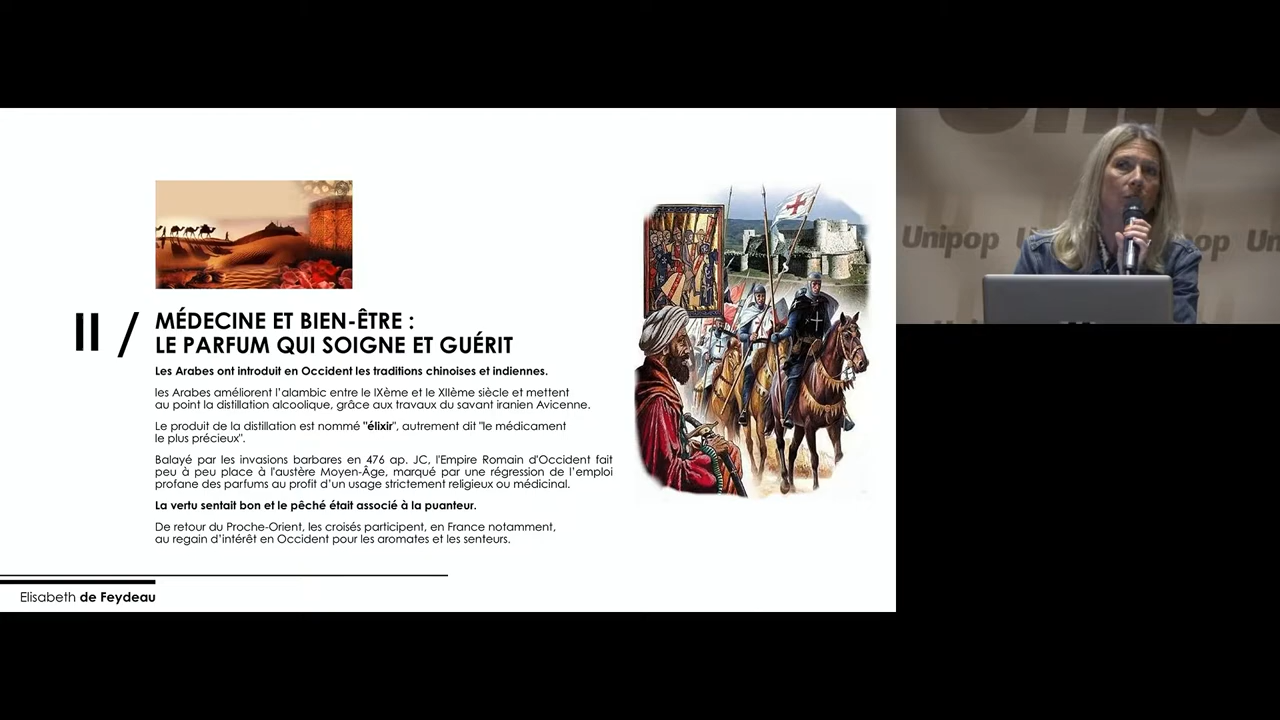 II /
MÉDECINE ET BIEN-ÊTRE :
LE PARFUM QUI SOIGNE ET GUÉRIT
Les Arabes ont introduit en Occident les traditions chinoises et indiennes.
les Arabes améliorent l'alambic entre le IXème et le XIIème siècle et mettent
au point la distillation alcoolique, grâce aux travaux du savant iranien Avicenne.
Le produit de la distillation est nommé "élixir", autrement dit "le médicament
le plus précieux".
Balayé par les invasions barbares en 476 ap. JC, l'Empire Romain d'Occident fait
peu à peu place à l'austère Moyen-Âge, marqué par une régression de l'emploi
profane des parfums au profit d'un usage strictement religieux ou médicinal.
La vertu sentait bon et le pêché était associé à la puanteur.
De retour du Proche-Orient, les croisés participent, en France notamment,
au regain d'intérêt en Occident pour les aromates et les senteurs.
Elisabeth de Feydeau
Unipop
Unipop